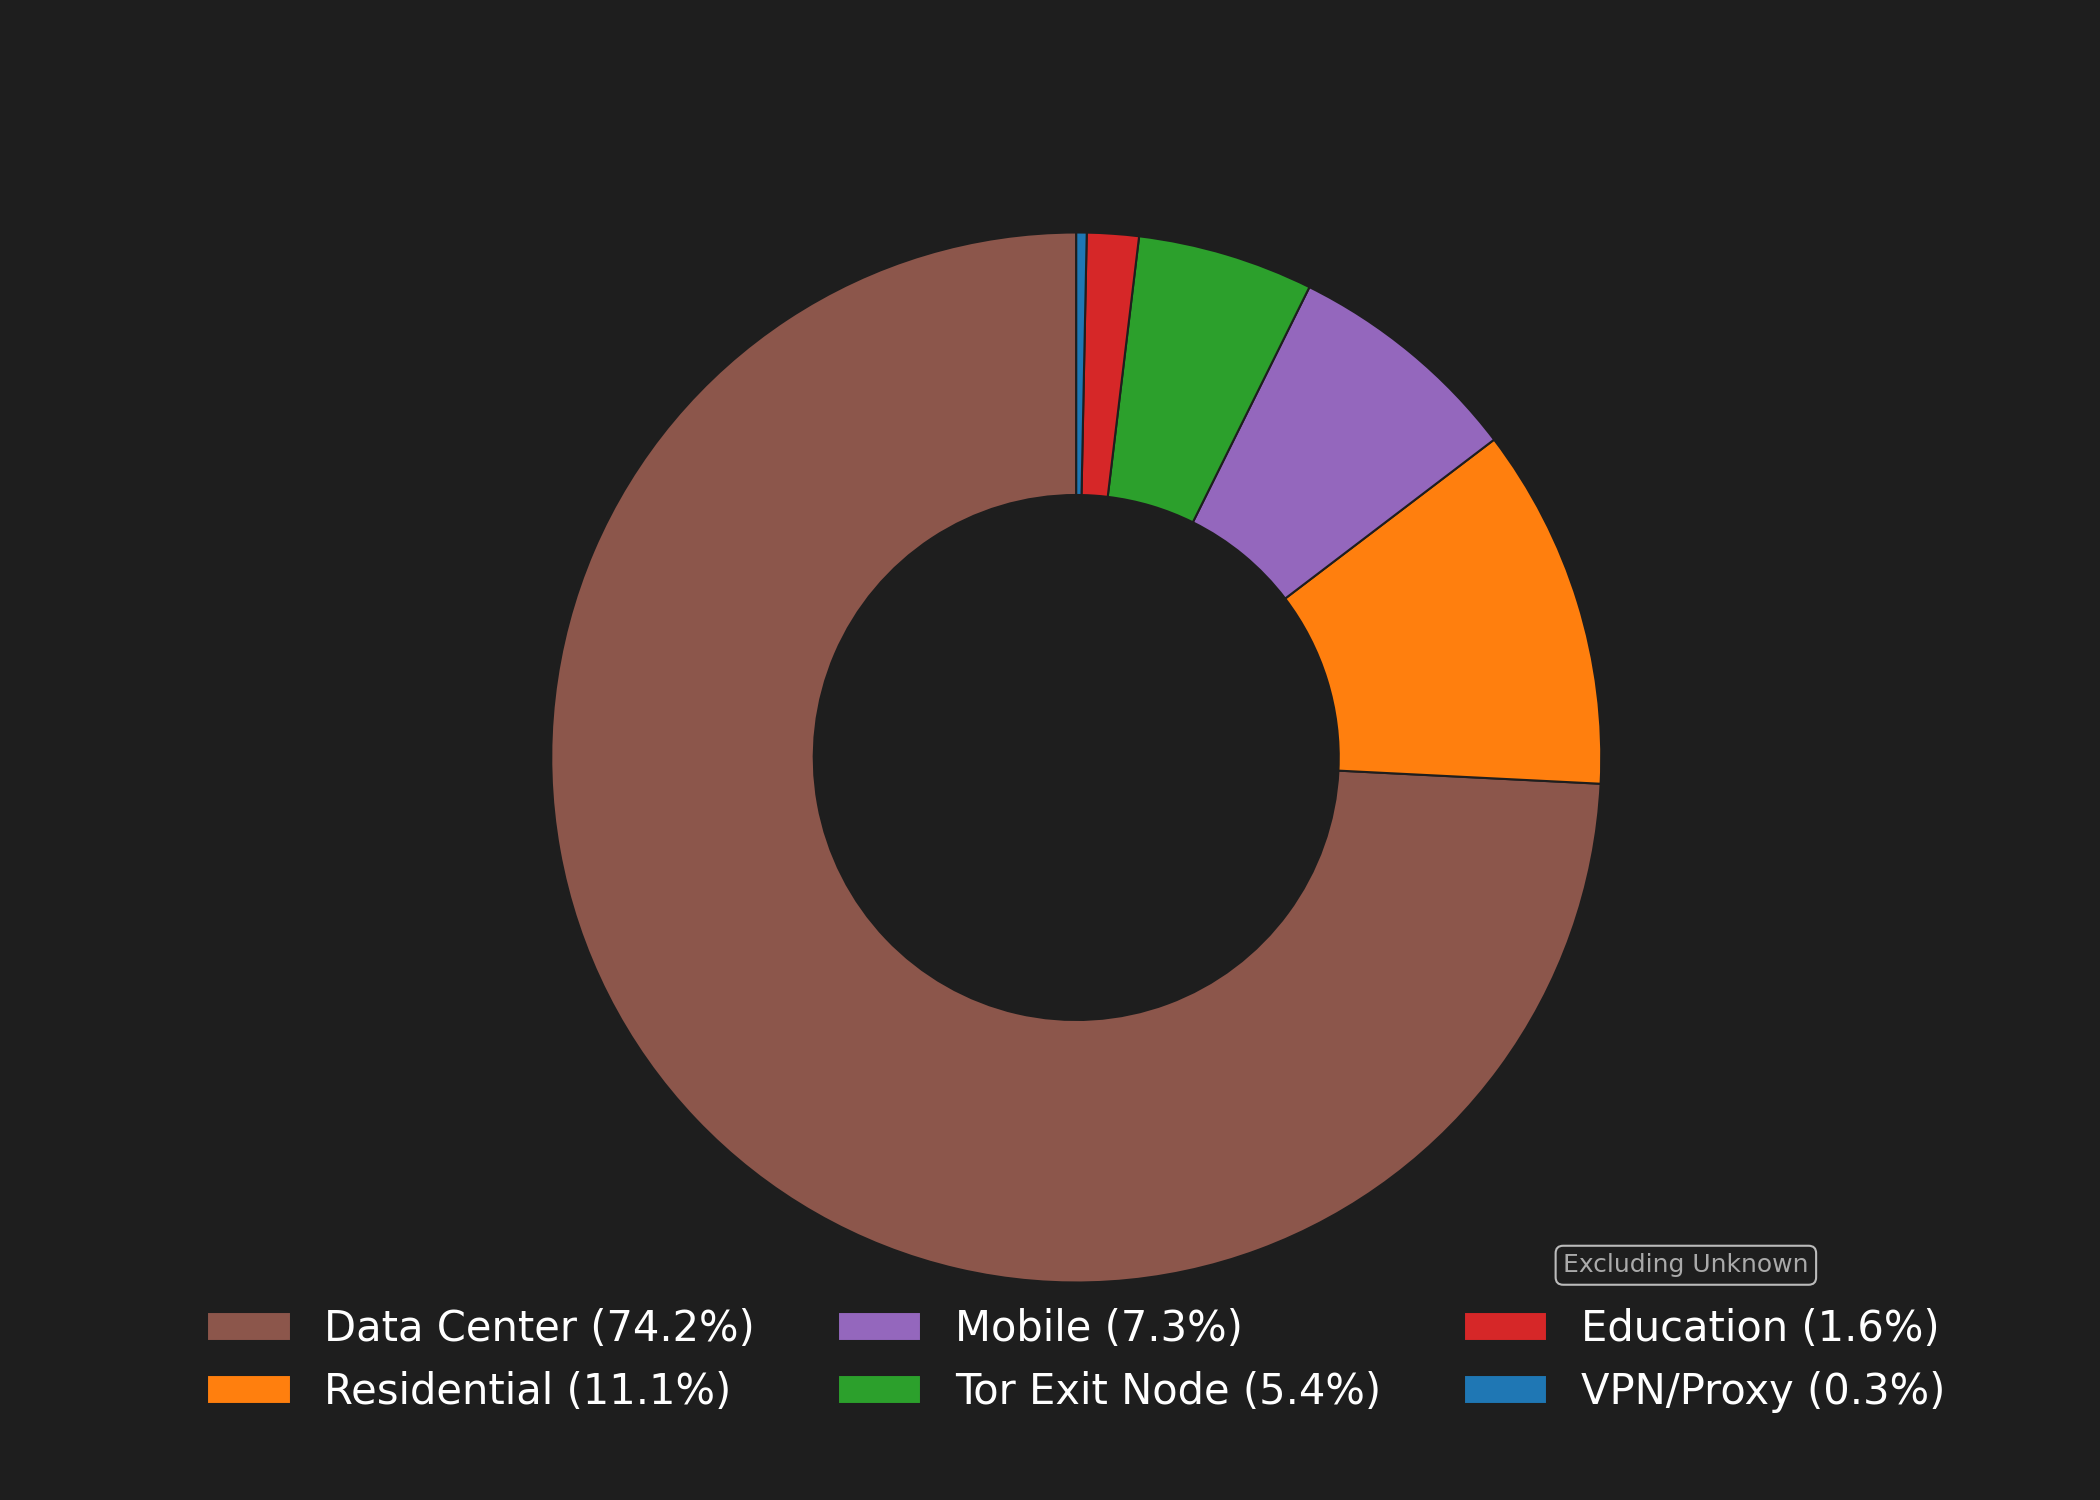 Excluding Unknown
Data Center (74.2%)
Residential (11.1%)
Mobile (7.3%)
Tor Exit Node (5.4%)
Education (1.6%)
VPN/Proxy (0.3%)